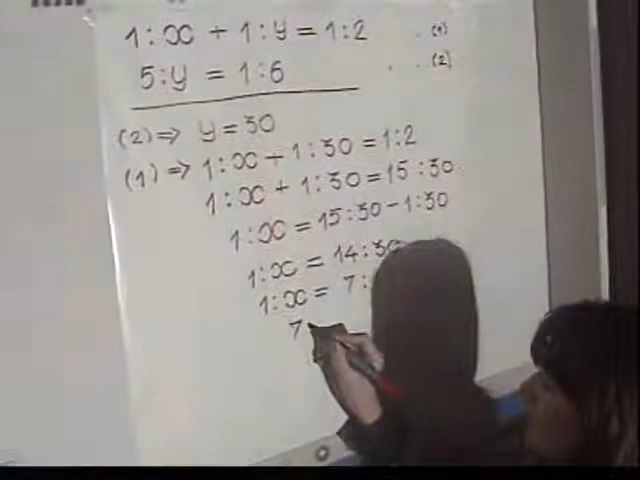 1:x + 1:y = 1:2 . (1)
5:y = 1:6 . . (2)
(2) ⇒ y = 30
(1) ⇒ 1:x + 1:30 = 1:2
1:x + 1:30 = 15:30
1:x = 15:30 - 1:30
1:x = 14:30
1:x = 7:
7